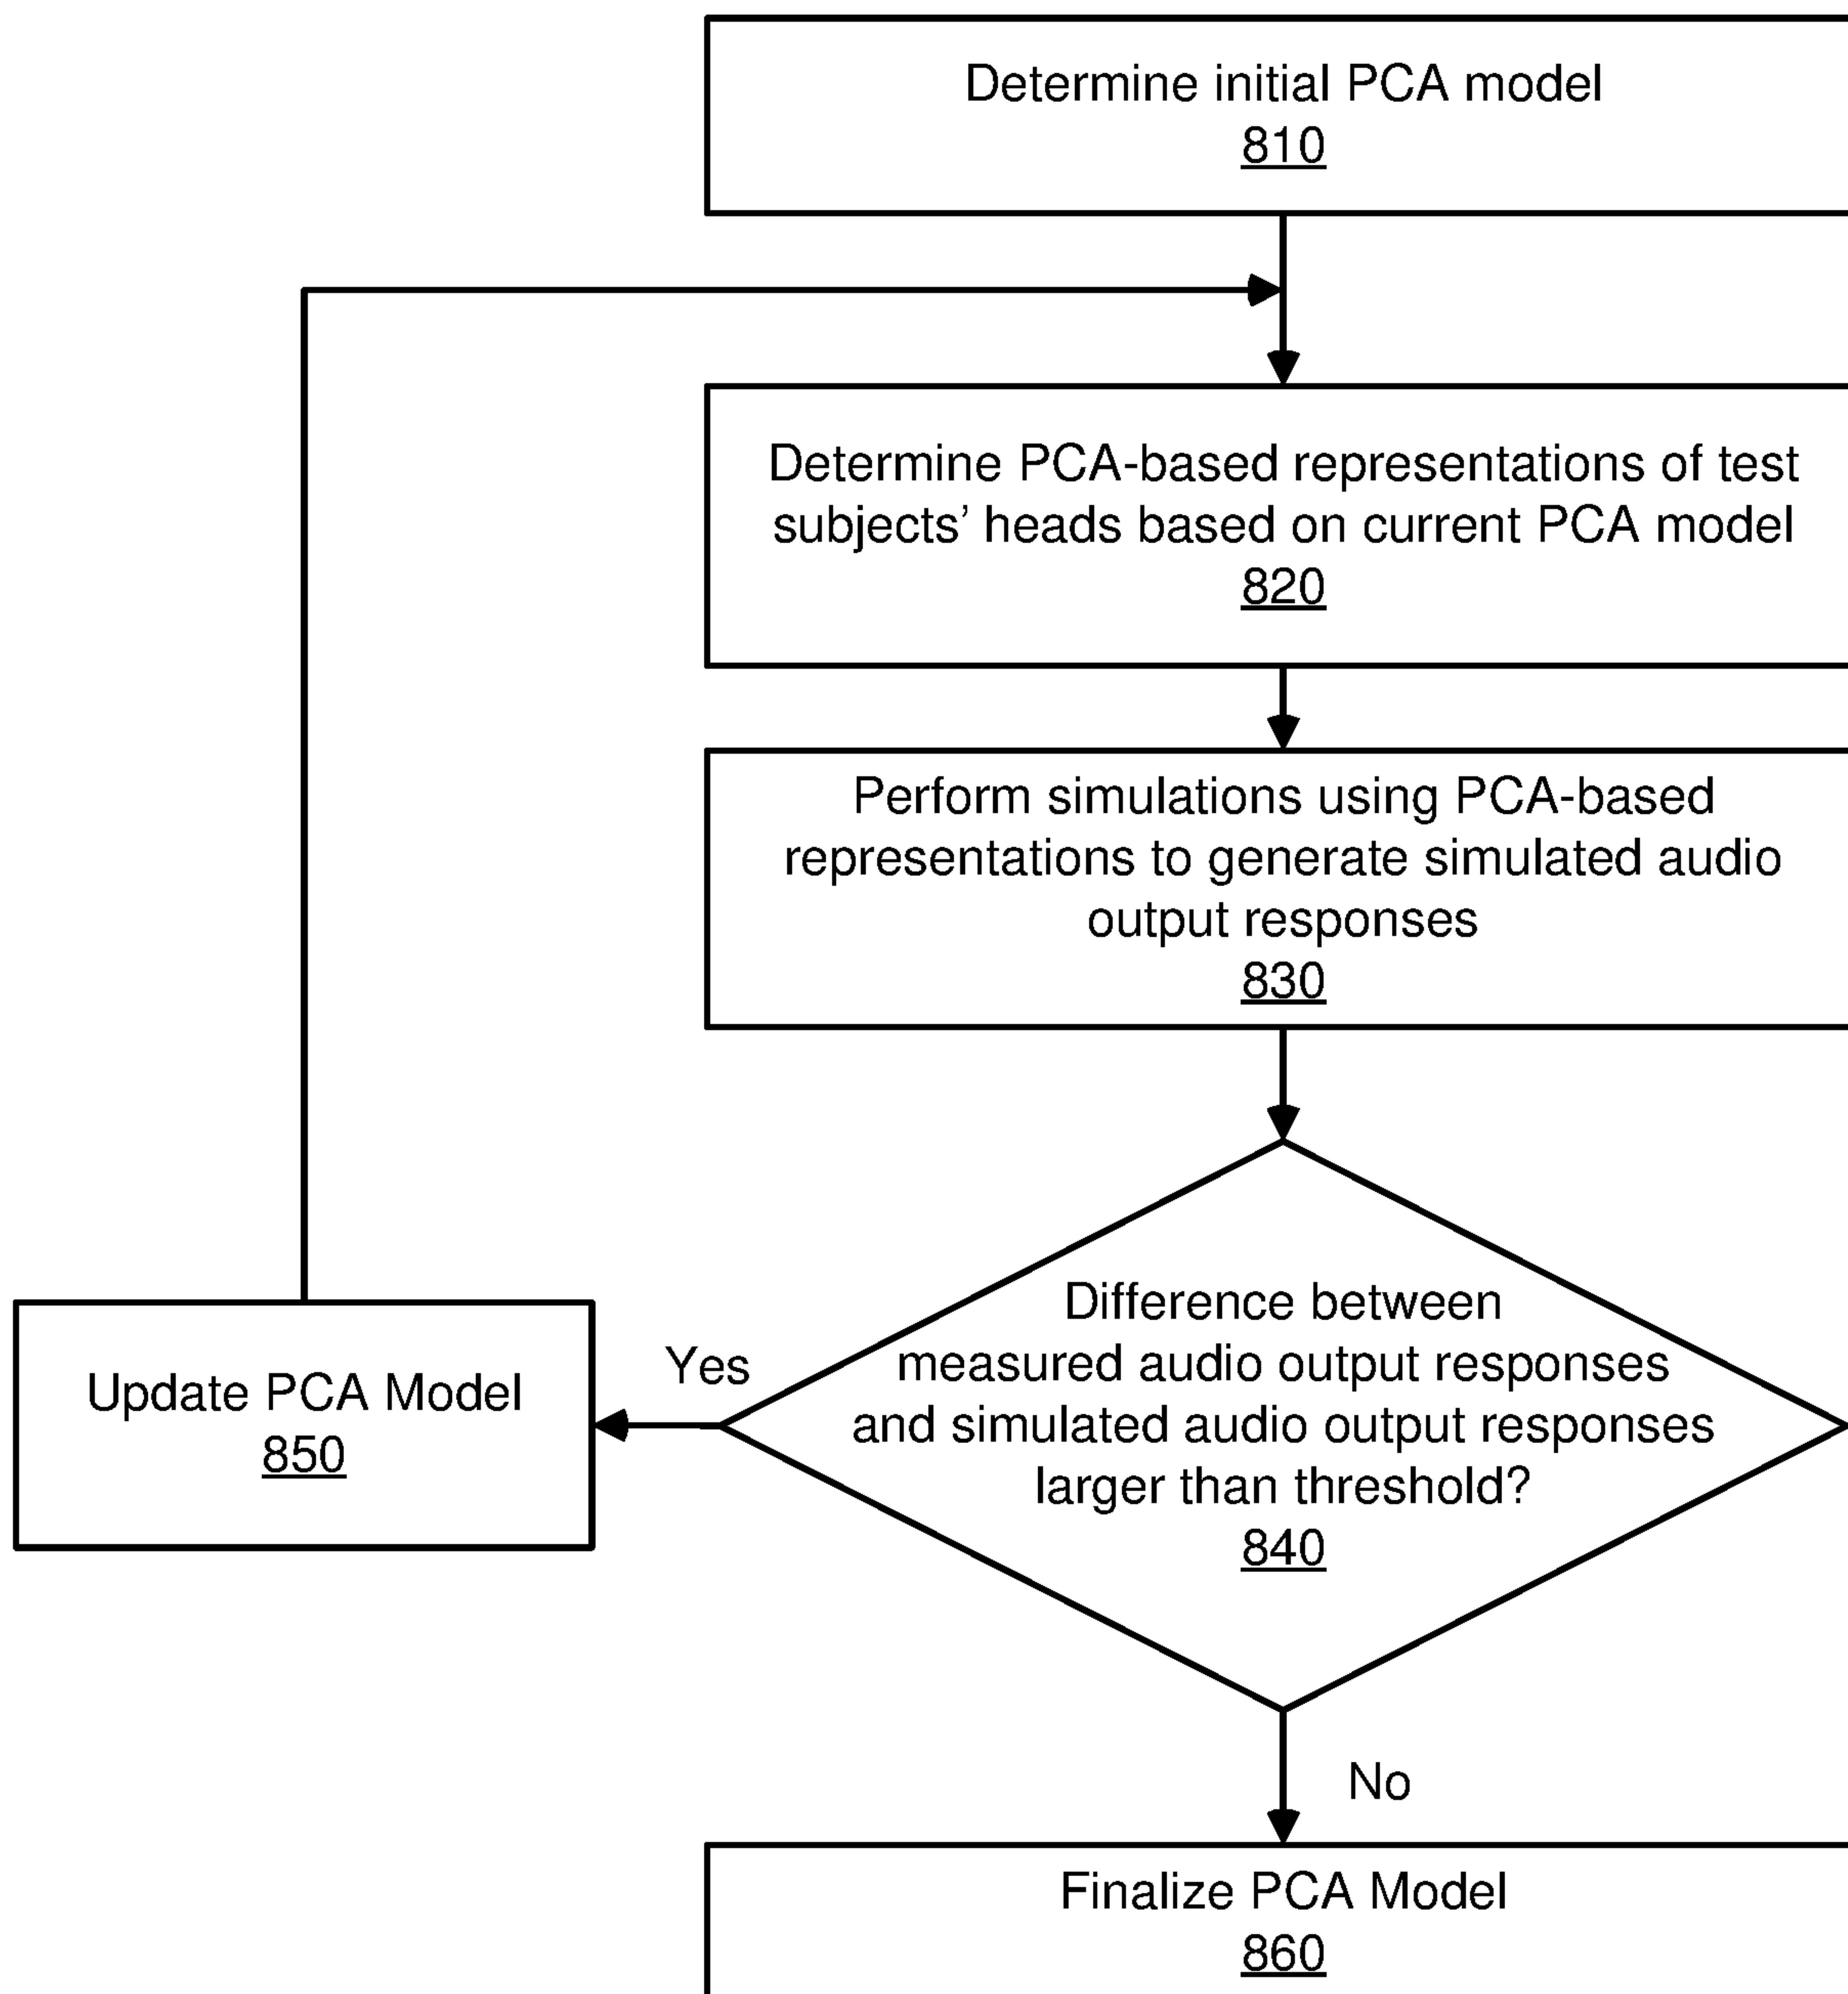 Determine initial PCA model
810
Determine PCA-based representations of test
subjects’ heads based on current PCA model
820
Perform simulations using PCA-based
representations to generate simulated audio
output responses
830
Difference between
measured audio output responses
and simulated audio output responses
larger than threshold?
840
Yes
Update PCA Model
850
No
Finalize PCA Model
860